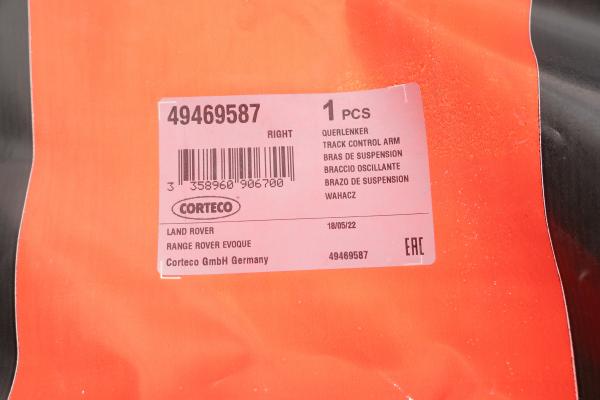 49469587
1 PCS
RIGHT
QUERLENKER
TRACK CONTROL ARM
BRAS DE SUSPENSION
BRACCIO OSCILLANTE
BRAZO DE SUSPENSION
WAHACZ
3 358960 906700
CORTECO
LAND ROVER
18/05/22
RANGE ROVER EVOQUE
Corteco GmbH Germany
49469587
EAC